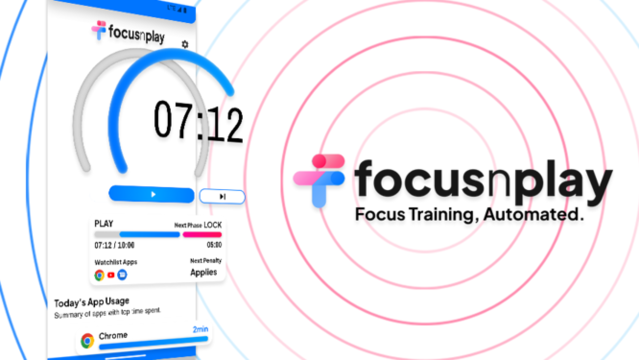 focusnplay
07:12
PLAY
Next Phase LOCK
07:12 / 10:00
05:00
Watchlist Apps
Next Penalty
Applies
Today's App Usage
Summary of apps with top time spent.
Chrome
2min
focusnplay
Focus Training, Automated.